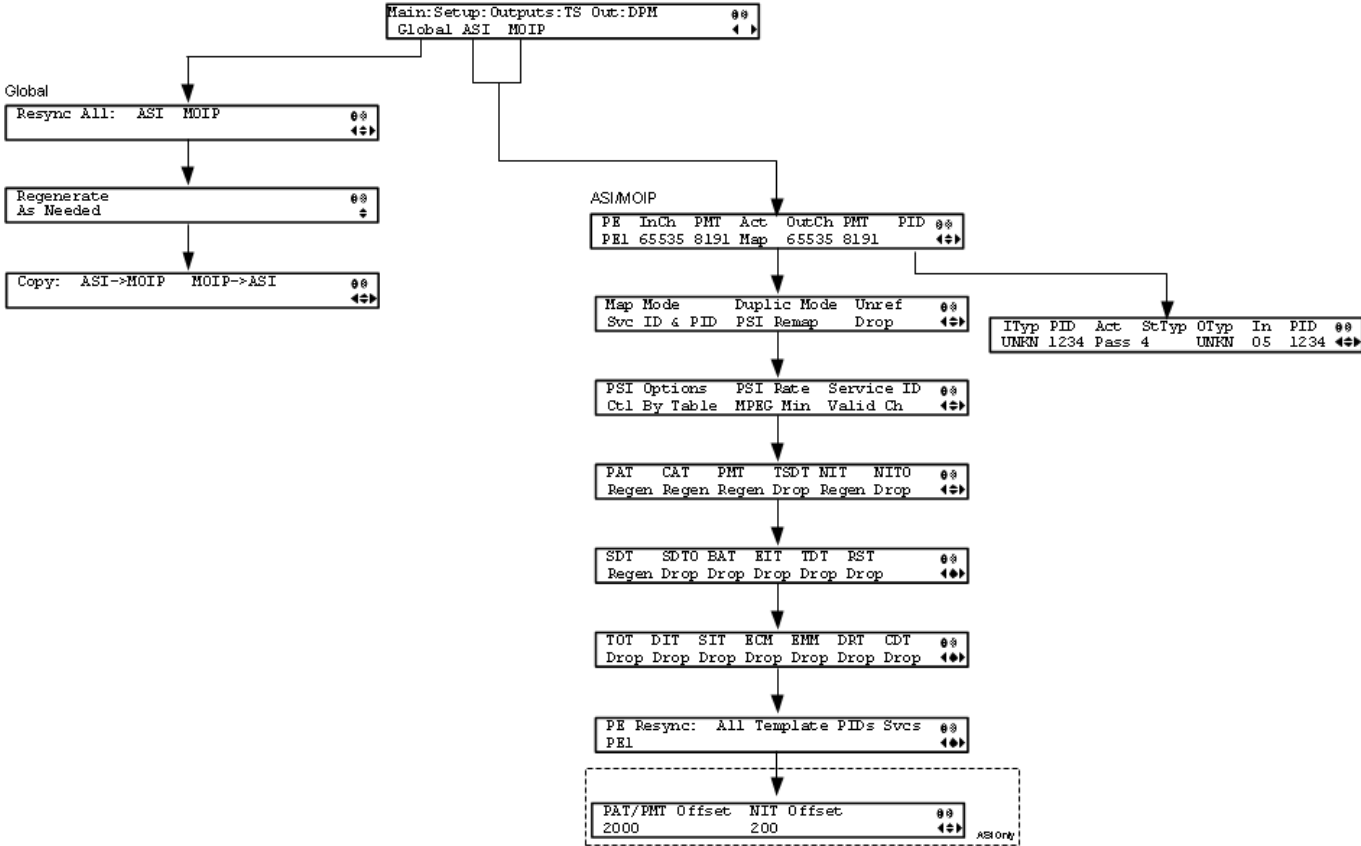 Main:Setup:Outputs:TS Out:DPM
Global ASI MOIP
Global
Resync All: ASI MOIP
Regenerate
As Needed
Copy: ASI->MOIP MOIP->ASI
ASI/MOIP
PE InCh PMT Act OutCh PMT PID
PE1 65535 8191 Map 65535 8191
Map Mode Duplic Mode Unref
Svc ID & PID PSI Remap Drop
ITyp PID Act StTyp OTyp In PID
UNKN 1234 Pass 4 UNKN 05 1234
PSI Options PSI Rate Service ID
Ctl By Table MPEG Min Valid Ch
PAT CAT PMT TSDT NIT NITO
Regen Regen Regen Drop Regen Drop
SDT SDTO BAT EIT TDT RST
Regen Drop Drop Drop Drop Drop
TOT DIT SIT ECM EMM DRT CDT
Drop Drop Drop Drop Drop Drop Drop
PE Resync: All Template PIDs Svcs
PE1
PAT/PMT Offset NIT Offset
2000 200
ASI Only